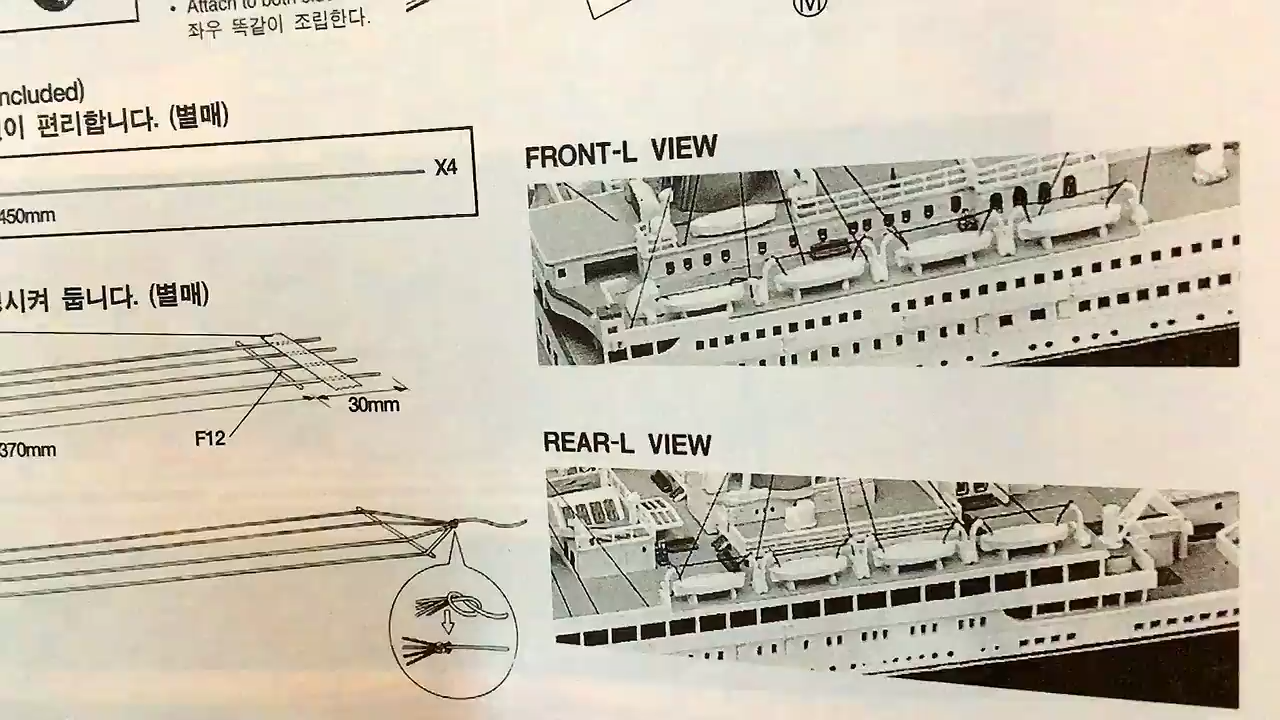 • Attach to both
좌우 똑같이 조립한다.
M
ncluded)
이 편리합니다. (별매)
X4
450mm
시켜 둡니다. (별매)
30mm
F12
370mm
FRONT-L VIEW
REAR-L VIEW